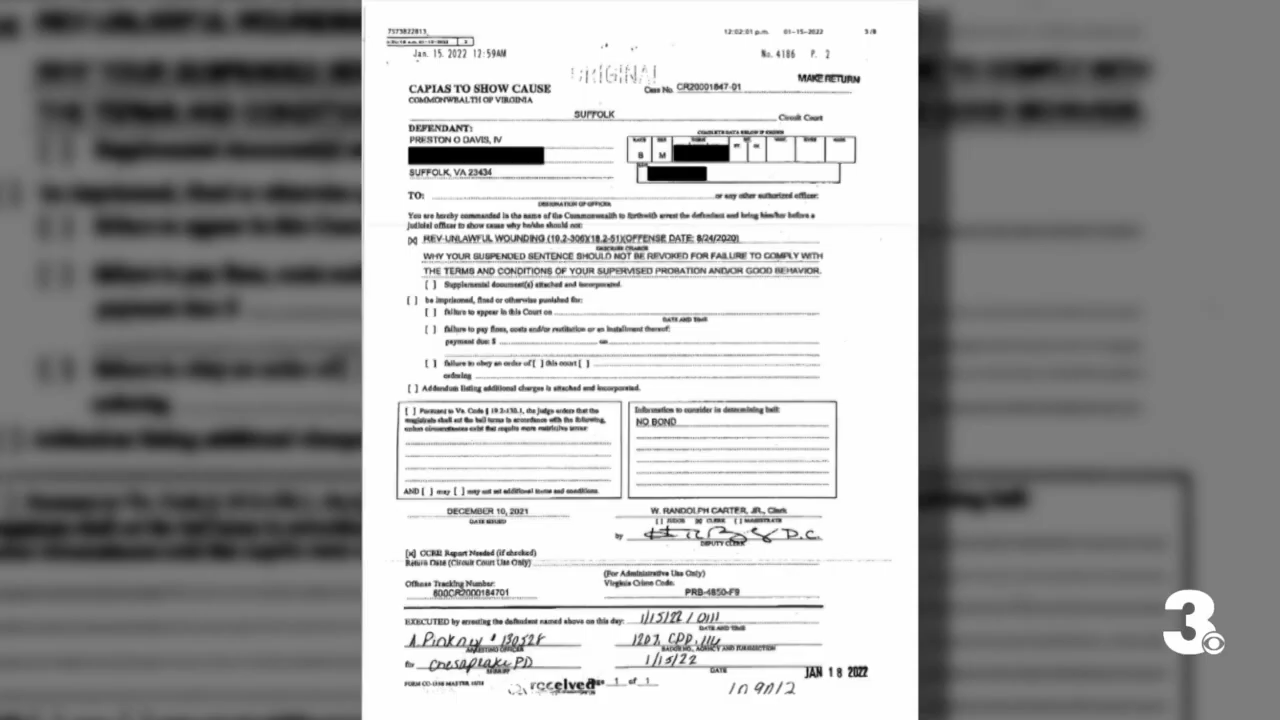 7573822813 12:02:01 p.m. 01-15-2022 3/8
Jan. 15. 2022 12:59AM No. 4186 P. 2
ORIGINAL
MAKE RETURN
CAPIAS TO SHOW CAUSE Case No. CR20001847-01
COMMONWEALTH OF VIRGINIA
SUFFOLK Circuit Court
DEFENDANT: COMPLETE DATA BELOW IF KNOWN
PRESTON O DAVIS, IV
RACE SEX
B M
SUFFOLK, VA 23434
TO: or any other authorized officer:
DESIGNATION OF OFFICER
You are hereby commanded in the name of the Commonwealth to forthwith arrest the defendant and bring him/her before a
judicial officer to show cause why he/she should not:
[x] REV-UNLAWFUL WOUNDING (19.2-306)(18.2-51)(OFFENSE DATE: 8/24/2020)
DESCRIBE CHARGE
WHY YOUR SUSPENDED SENTENCE SHOULD NOT BE REVOKED FOR FAILURE TO COMPLY WITH
THE TERMS AND CONDITIONS OF YOUR SUPERVISED PROBATION AND/OR GOOD BEHAVIOR.
[ ] Supplemental document(s) attached and incorporated.
[ ] be imprisoned, fined or otherwise punished for:
[ ] failure to appear in this Court on
DATE AND TIME
[ ] failure to pay fines, costs and/or restitution or an installment thereof:
payment due: $ on
[ ] failure to obey an order of [ ] this court [ ]
ordering
[ ] Addendum listing additional charges is attached and incorporated.
[ ] Pursuant to Va. Code § 19.2-130.1, the judge orders that the
magistrate shall set the bail terms in accordance with the following,
unless circumstances exist that require more restrictive terms:
AND [ ] may [ ] may not set additional terms and conditions.
Information to consider in determining bail:
NO BOND
DECEMBER 10, 2021 W. RANDOLPH CARTER, JR., Clerk
DATE ISSUED [ ] JUDGE [x] CLERK [ ] MAGISTRATE
by D.C.
DEPUTY CLERK
[x] CCRE Report Needed (if checked)
Return Date (Circuit Court Use Only)
(For Administrative Use Only)
Offense Tracking Number: Virginia Crime Code:
800CR2000184701 PRB-4850-F9
EXECUTED by arresting the defendant named above on this day: 1/15/22 / 0111
DATE AND TIME
A. Pinkney # 130528 1207, CPD, 116
ARRESTING OFFICER BADGE NO., AGENCY AND JURISDICTION
for Chesapeake PD 1/15/22
SHERIFF DATE
JAN 18 2022
FORM CO-1398 MASTER 10/18 received Page 1 of 1
3